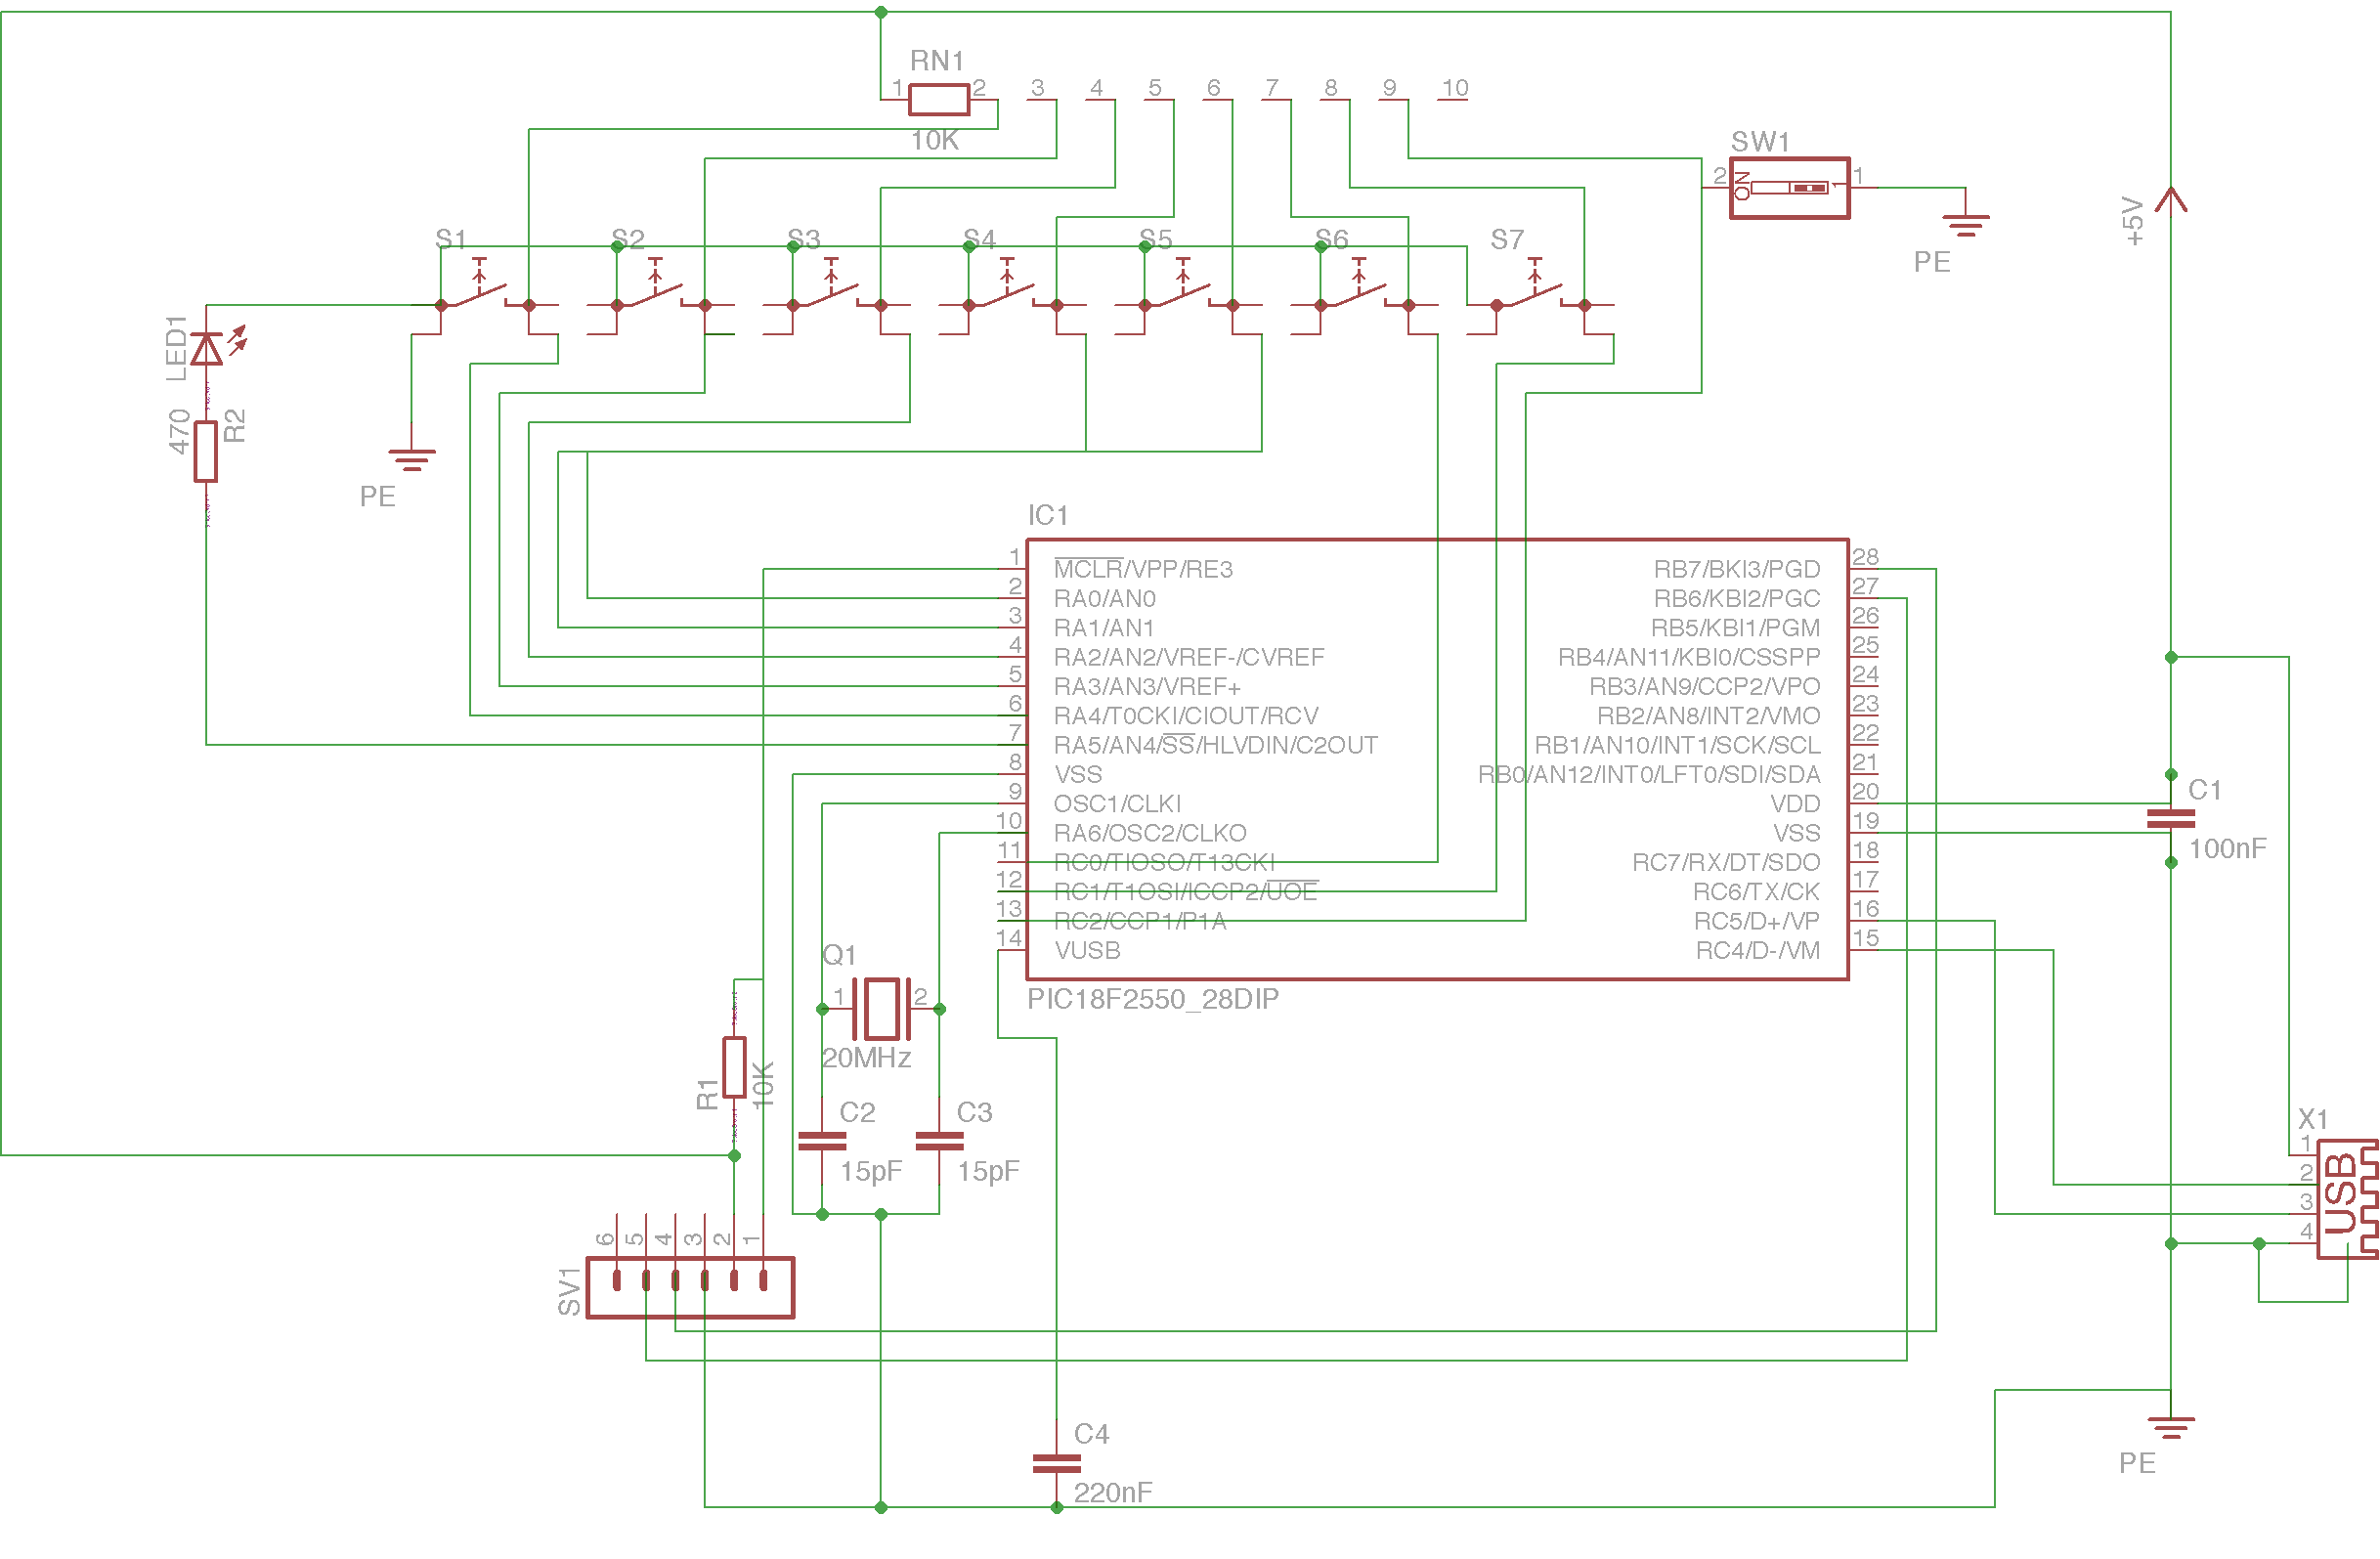 RN1
1
2
3
4
5
6
7
8
9
10
10K
SW1
2
ON
1
1
PE
+5V
S1
S2
S3
S4
S5
S6
S7
LED1
470
R2
PE
IC1
1
MCLR/VPP/RE3
2
RA0/AN0
3
RA1/AN1
4
RA2/AN2/VREF-/CVREF
5
RA3/AN3/VREF+
6
RA4/T0CKI/CIOUT/RCV
7
RA5/AN4/SS/HLVDIN/C2OUT
8
VSS
9
OSC1/CLKI
10
RA6/OSC2/CLKO
11
RC0/TIOSO/T13CKI
12
RC1/T1OSI/ICCP2/UOE
13
RC2/CCP1/P1A
14
VUSB
28
RB7/BKI3/PGD
27
RB6/KBI2/PGC
26
RB5/KBI1/PGM
25
RB4/AN11/KBI0/CSSPP
24
RB3/AN9/CCP2/VPO
23
RB2/AN8/INT2/VMO
22
RB1/AN10/INT1/SCK/SCL
21
RB0/AN12/INT0/LFT0/SDI/SDA
20
VDD
19
VSS
18
RC7/RX/DT/SDO
17
RC6/TX/CK
16
RC5/D+/VP
15
RC4/D-/VM
PIC18F2550_28DIP
C1
100nF
Q1
1
2
20MHz
R1
10K
C2
15pF
C3
15pF
X1
1
2
3
4
USB
6
5
4
3
2
1
SV1
C4
220nF
PE